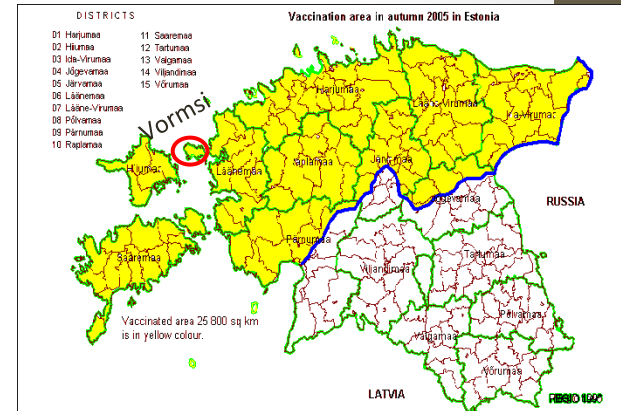 DISTRICTS
Vaccination area in autumn 2005 in Estonia
01 Harjumaa
02 Hiiumaa
03 Ida-Virumaa
04 Jõgevamaa
05 Järvamaa
06 Läänemaa
07 Lääne-Virumaa
08 Põlvamaa
09 Pärnumaa
10 Raplamaa
11 Saaremaa
12 Tartumaa
13 Valgamaa
14 Viljandimaa
15 Võrumaa
Vormsi
Harjumaa
Lääne-Virumaa
Ida-Virumaa
Hiiumaa
Läänemaa
Raplamaa
Järvamaa
Jõgevamaa
RUSSIA
Pärnumaa
Saaremaa
Viljandimaa
Tartumaa
Põlvamaa
Valgamaa
Võrumaa
Vaccinated area 25 800 sq km
is in yellow colour.
LATVIA